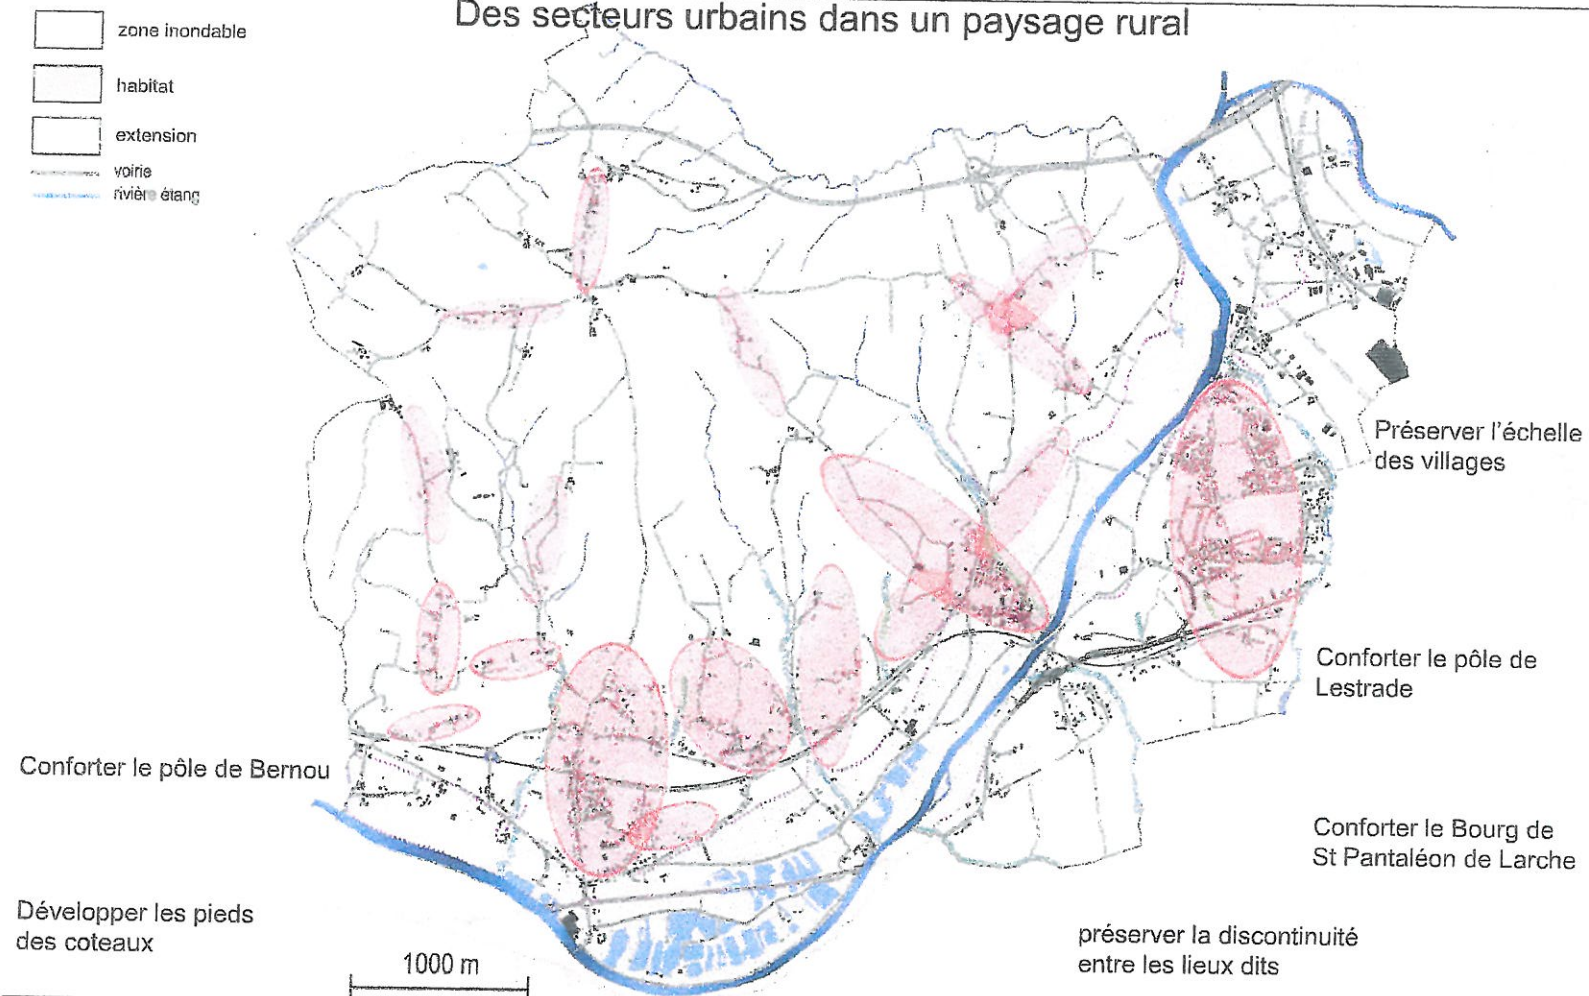 Des secteurs urbains dans un paysage rural
zone inondable
habitat
extension
voirie
rivière étang
Préserver l'échelle
des villages
Conforter le pôle de
Lestrade
Conforter le pôle de Bernou
Conforter le Bourg de
St Pantaléon de Larche
Développer les pieds
des coteaux
préserver la discontinuité
entre les lieux dits
1000 m